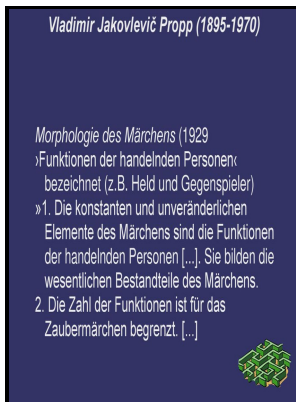 Vladimir Jakovlevič Propp (1895-1970)
Morphologie des Märchens (1929
›Funktionen der handelnden Personen‹
bezeichnet (z.B. Held und Gegenspieler)
»1. Die konstanten und unveränderlichen
Elemente des Märchens sind die Funktionen
der handelnden Personen [...]. Sie bilden die
wesentlichen Bestandteile des Märchens.
2. Die Zahl der Funktionen ist für das
Zaubermärchen begrenzt. [...]